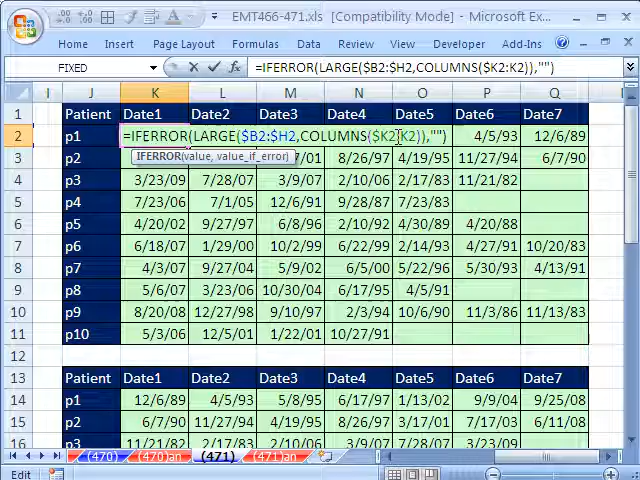 EMT466-471.xls [Compatibility Mode] - Microsoft Ex...
Home Insert Page Layout Formulas Data Review View Developer Add-Ins
FIXED =IFERROR(LARGE($B2:$H2,COLUMNS($K2:K2)),"")
I J K L M N O P Q
1 Patient Date1 Date2 Date3 Date4 Date5 Date6 Date7
2 p1 =IFERROR(LARGE($B2:$H2,COLUMNS($K2:K2)),"") 4/5/93 12/6/89
IFERROR(value, value_if_error)
3 p2 7/01 8/26/97 4/19/95 11/27/94 6/7/90
4 p3 3/23/09 7/28/07 3/9/07 2/10/06 2/17/83 11/21/82
5 p4 7/23/06 7/1/05 12/6/91 9/28/87 7/23/83
6 p5 4/20/02 9/27/97 6/8/96 2/10/92 4/30/89 4/20/88
7 p6 6/18/07 1/29/00 10/2/99 6/22/99 2/14/93 4/27/91 10/20/83
8 p7 4/3/07 9/27/04 5/9/02 6/5/00 5/22/96 5/30/93 4/13/91
9 p8 5/6/07 3/23/06 10/30/04 6/17/95 4/5/91
10 p9 8/20/08 12/27/98 9/10/97 2/3/94 10/6/90 11/3/86 11/13/83
11 p10 5/3/06 12/5/01 1/22/01 10/27/91
12
13 Patient Date1 Date2 Date3 Date4 Date5 Date6 Date7
14 p1 12/6/89 4/5/93 5/8/95 6/4/97 10/13/02 9/9/04 9/25/08
15 p2 6/7/90 11/27/94 4/19/95 8/26/97 3/17/01 7/17/03 6/11/08
16 p3 11/21/82 2/17/83 2/10/06 3/9/07 7/28/07 3/23/09
(470) (470)an (471) (471)an
Edit